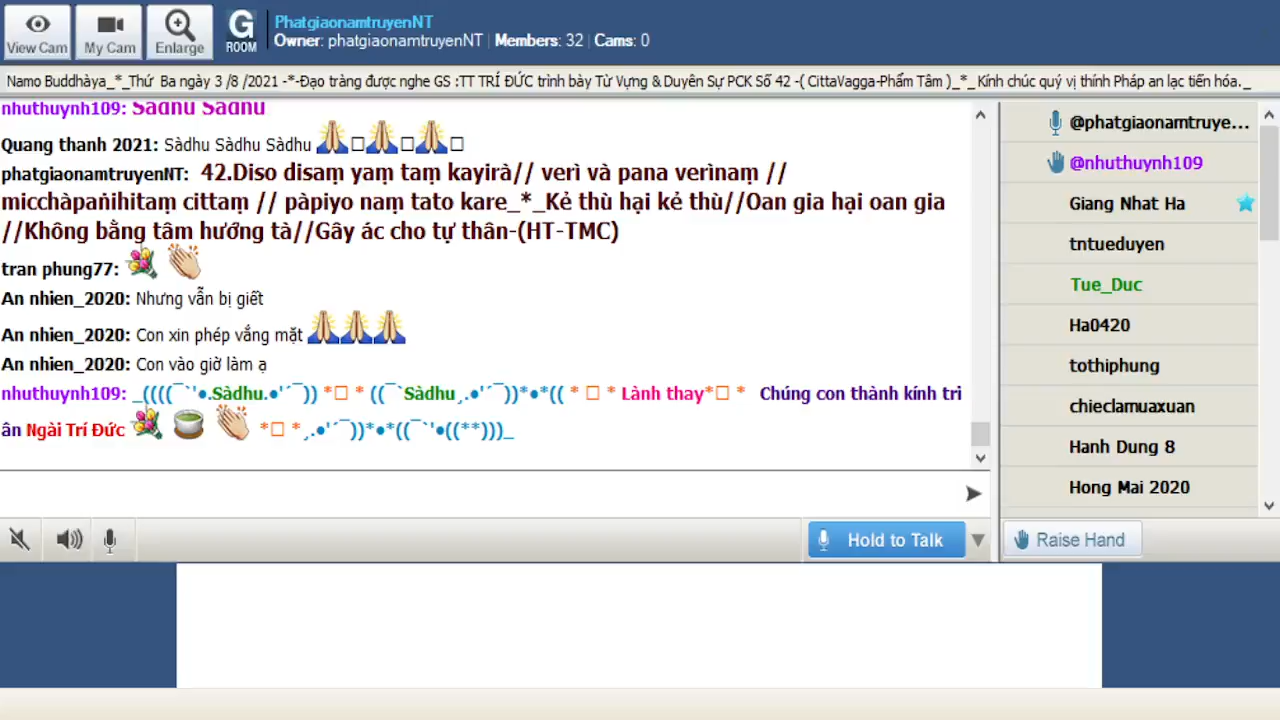 View Cam
My Cam
Enlarge
G
ROOM
PhatgiaonamtruyenNT
Owner: phatgiaonamtruyenNT | Members: 32 | Cams: 0
Namo Buddhàya_*_Thứ Ba ngày 3 /8 /2021 -*-Đạo tràng được nghe GS :TT TRÍ ĐỨC trình bày Từ Vựng & Duyên Sự PCK Số 42 -( CittaVagga-Phẩm Tâm )_*_ Kính chúc quý vị thính Pháp an lạc tiến hóa._
nhuthuynh109: Sàdhu Sàdhu
Quang thanh 2021: Sàdhu Sàdhu Sàdhu 🙏□🙏□🙏□
phatgiaonamtruyenNT: 42.Diso disaṃ yaṃ taṃ kayirà// verì và pana verìnaṃ //
micchàpaṅihitaṃ cittaṃ // pàpiyo naṃ tato kare_*_Kẻ thù hại kẻ thù//Oan gia hại oan gia
//Không bằng tâm hướng tà//Gây ác cho tự thân-(HT-TMC)
tran phung77: 💐 👏
An nhien_2020: Nhưng vẫn bị giết
An nhien_2020: Con xin phép vắng mặt 🙏🙏🙏
An nhien_2020: Con vào giờ làm ạ
nhuthuynh109: _((((¯`'•.Sàdhu.•'´¯)) *□ * ((¯`Sàdhu¸.•'´¯))*•*(( * □ * Lành thay*□ * Chúng con thành kính tri
ân Ngài Trí Đức 💐 🍵 👏 *□ *¸.•'´¯))*•*((¯`'•((**)))_
Hold to Talk
@phatgiaonamtruye...
@nhuthuynh109
Giang Nhat Ha
tntueduyen
Tue_Duc
Ha0420
tothiphung
chieclamuaxuan
Hanh Dung 8
Hong Mai 2020
Raise Hand